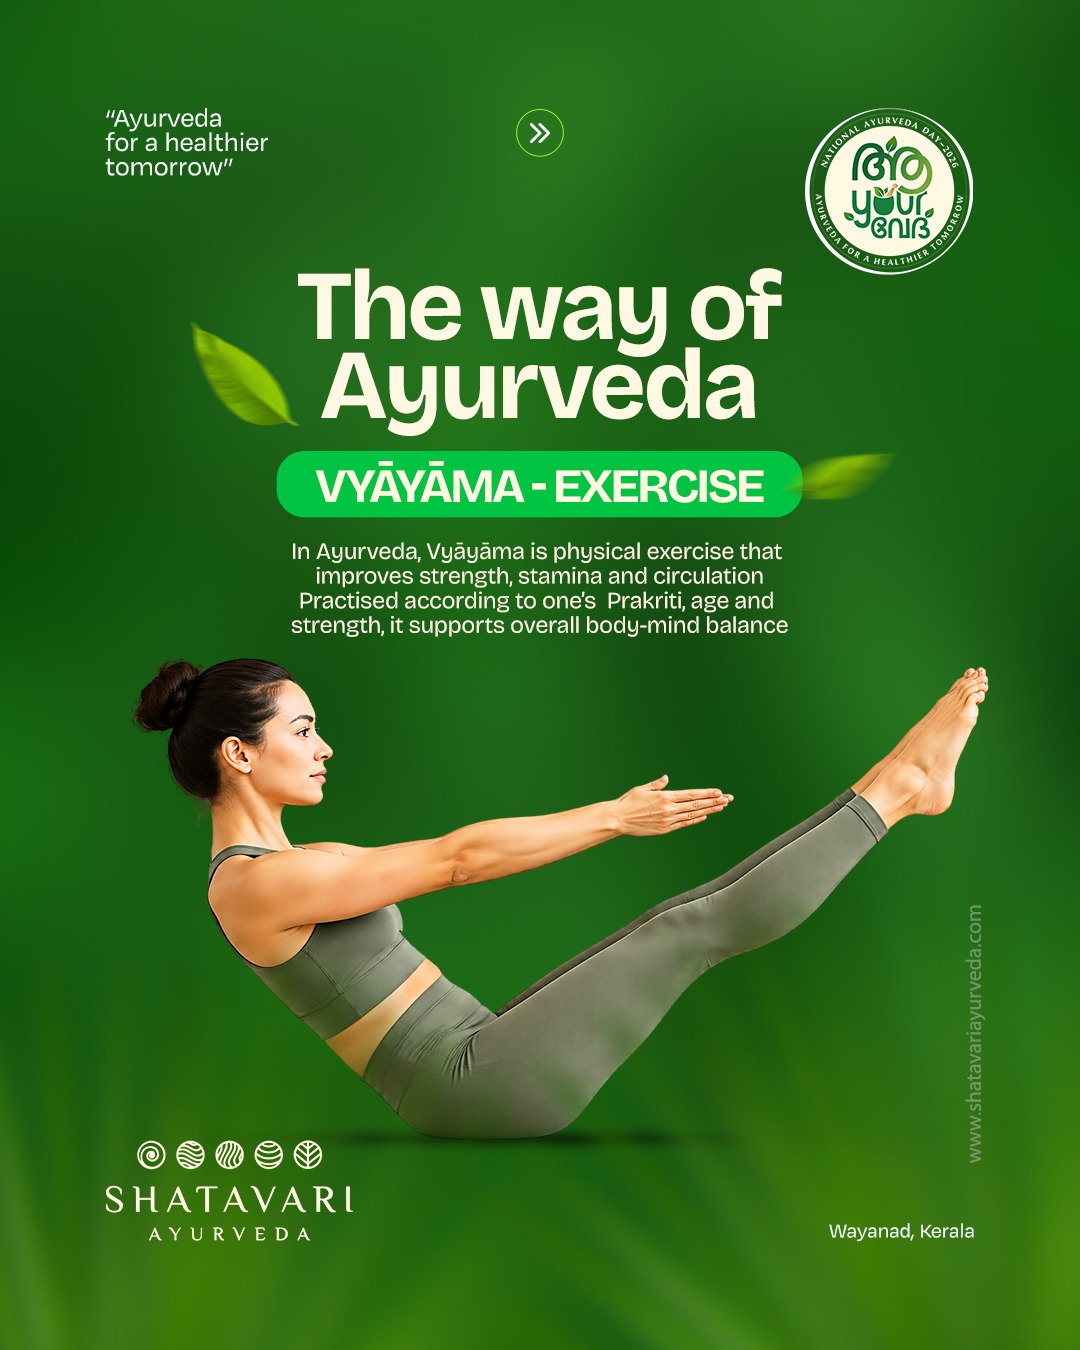 “Ayurveda
for a healthier
tomorrow”
NATIONAL AYURVEDA DAY-2026
ആ
your
വേദ
AYURVEDA FOR A HEALTHIER TOMORROW
The way of
Ayurveda
VYĀYĀMA - EXERCISE
In Ayurveda, Vyāyāma is physical exercise that
improves strength, stamina and circulation
Practised according to one’s  Prakriti, age and
strength, it supports overall body-mind balance
www.shatavariayurveda.com
SHATAVARI
AYURVEDA
Wayanad, Kerala